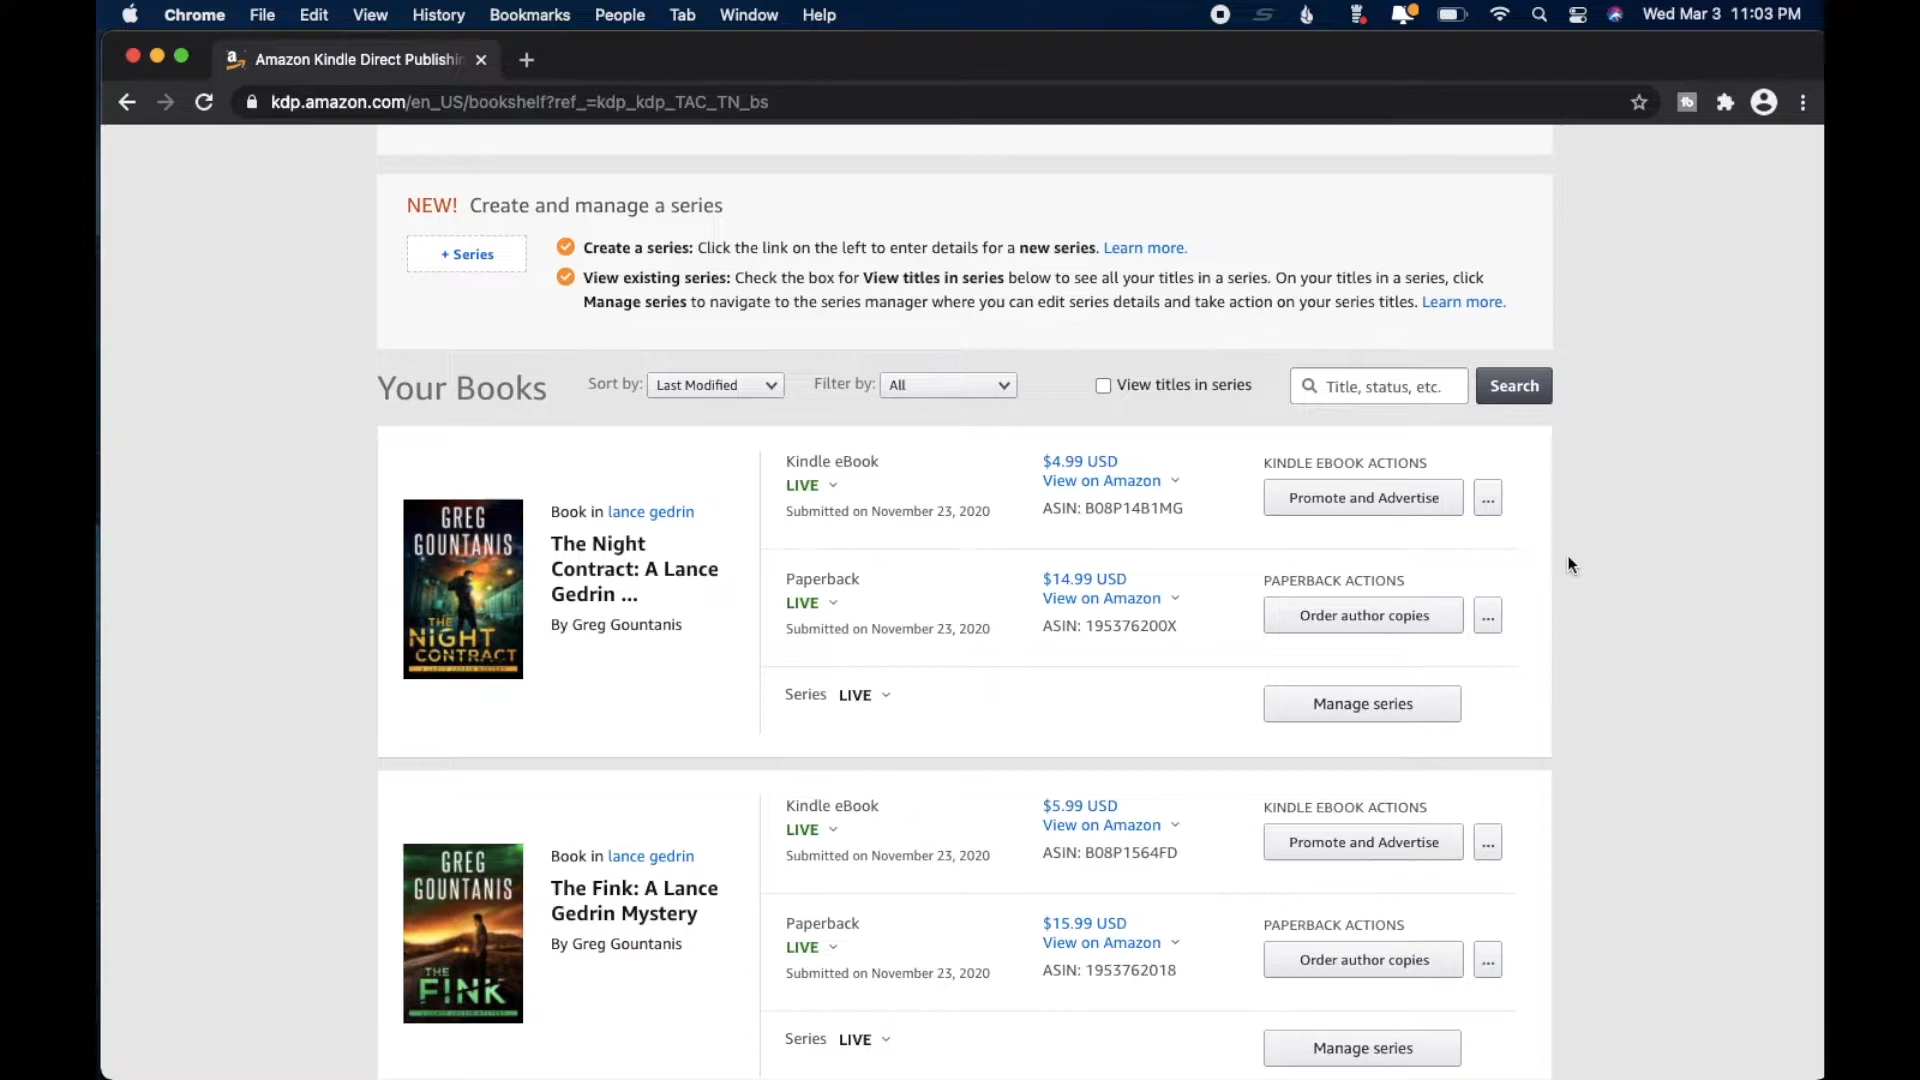 Chrome File Edit View History Bookmarks People Tab Window Help Wed Mar 3 11:03 PM
Amazon Kindle Direct Publishin
kdp.amazon.com/en_US/bookshelf?ref_=kdp_kdp_TAC_TN_bs
NEW! Create and manage a series
+ Series
Create a series: Click the link on the left to enter details for a new series. Learn more.
View existing series: Check the box for View titles in series below to see all your titles in a series. On your titles in a series, click
Manage series to navigate to the series manager where you can edit series details and take action on your series titles. Learn more.
Your Books Sort by: Last Modified Filter by: All View titles in series Title, status, etc. Search
GREG
GOUNTANIS
THE
NIGHT
CONTRACT
Book in lance gedrin
The Night
Contract: A Lance
Gedrin ...
By Greg Gountanis
Kindle eBook
LIVE
Submitted on November 23, 2020
$4.99 USD
View on Amazon
ASIN: B08P14B1MG
KINDLE EBOOK ACTIONS
Promote and Advertise ...
Paperback
LIVE
Submitted on November 23, 2020
$14.99 USD
View on Amazon
ASIN: 195376200X
PAPERBACK ACTIONS
Order author copies ...
Series LIVE
Manage series
GREG
GOUNTANIS
THE
FINK
Book in lance gedrin
The Fink: A Lance
Gedrin Mystery
By Greg Gountanis
Kindle eBook
LIVE
Submitted on November 23, 2020
$5.99 USD
View on Amazon
ASIN: B08P1564FD
KINDLE EBOOK ACTIONS
Promote and Advertise ...
Paperback
LIVE
Submitted on November 23, 2020
$15.99 USD
View on Amazon
ASIN: 1953762018
PAPERBACK ACTIONS
Order author copies ...
Series LIVE
Manage series